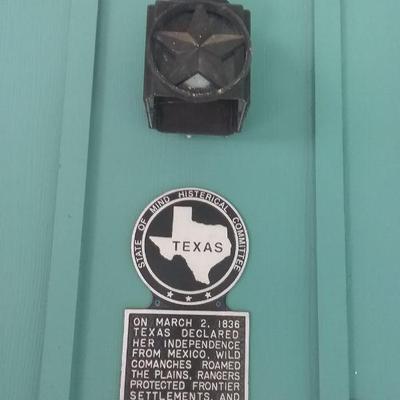 STATE OF MIND HISTERICAL COMMITTEE
TEXAS
ON MARCH 2, 1836
TEXAS DECLARED
HER INDEPENDENCE
FROM MEXICO, WILD
COMANCHES ROAMED
THE PLAINS, RANGERS
PROTECTED FRONTIER
SETTLEMENTS, AND